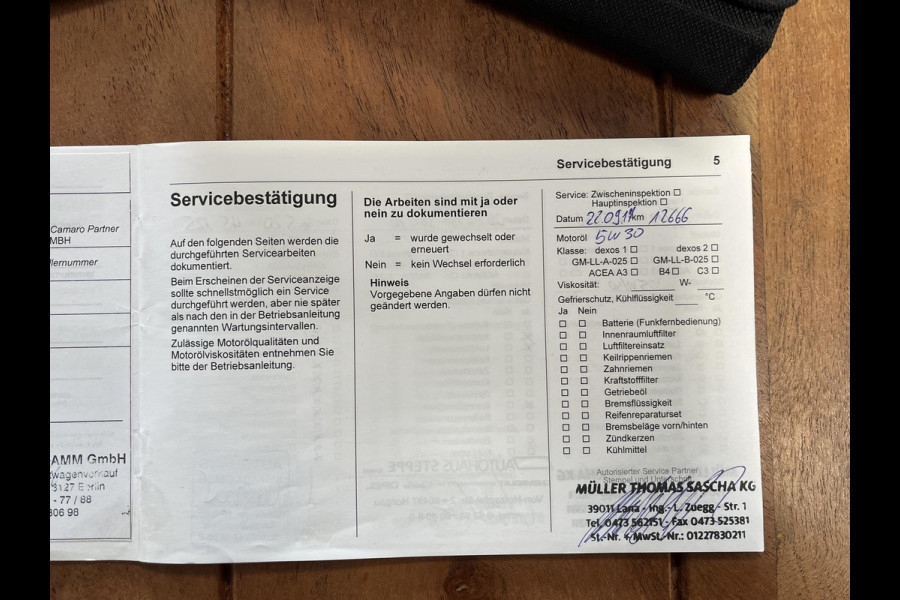 Camaro Partner
MBH
lernummer
AMM GmbH
- 77 / 88
306 98
Servicebestätigung
Auf den folgenden Seiten werden die
durchgeführten Servicearbeiten
dokumentiert.
Beim Erscheinen der Serviceanzeige
sollte schnellstmöglich ein Service
durchgeführt werden, aber nie später
als nach den in der Betriebsanleitung
genannten Wartungsintervallen.
Zulässige Motorölqualitäten und
Motorölviskositäten entnehmen Sie
bitte der Betriebsanleitung.
Die Arbeiten sind mit ja oder
nein zu dokumentieren
Ja = wurde gewechselt oder
erneuert
Nein = kein Wechsel erforderlich
Hinweis
Vorgegebene Angaben dürfen nicht
geändert werden.
Servicebestätigung 5
Service: Zwischeninspektion ☐
Hauptinspektion ☐
Datum 22.09.17 km 12666
Motoröl 5W30
Klasse: dexos 1 ☐ dexos 2 ☐
GM-LL-A-025 ☐ GM-LL-B-025 ☐
ACEA A3 ☐ B4 ☐ C3 ☐
Viskosität: W-
Gefrierschutz, Kühlflüssigkeit °C
Ja Nein
☐ ☐ Batterie (Funkfernbedienung)
☐ ☐ Innenraumluftfilter
☐ ☐ Luftfiltereinsatz
☐ ☐ Keilrippenriemen
☐ ☐ Zahnriemen
☐ ☐ Kraftstofffilter
☐ ☐ Getriebeöl
☐ ☐ Bremsflüssigkeit
☐ ☐ Reifenreparaturset
☐ ☐ Bremsbeläge vorn/hinten
☐ ☐ Zündkerzen
☐ ☐ Kühlmittel
Autorisierter Service Partner
Stempel und Unterschrift
MÜLLER THOMAS SASCHA KG
39011 Lana - Ing.- L. Zuegg - Str. 1
Tel. 0473 562151 - Fax 0473 525381
St.-Nr. + MwSt.-Nr.: 01227830211